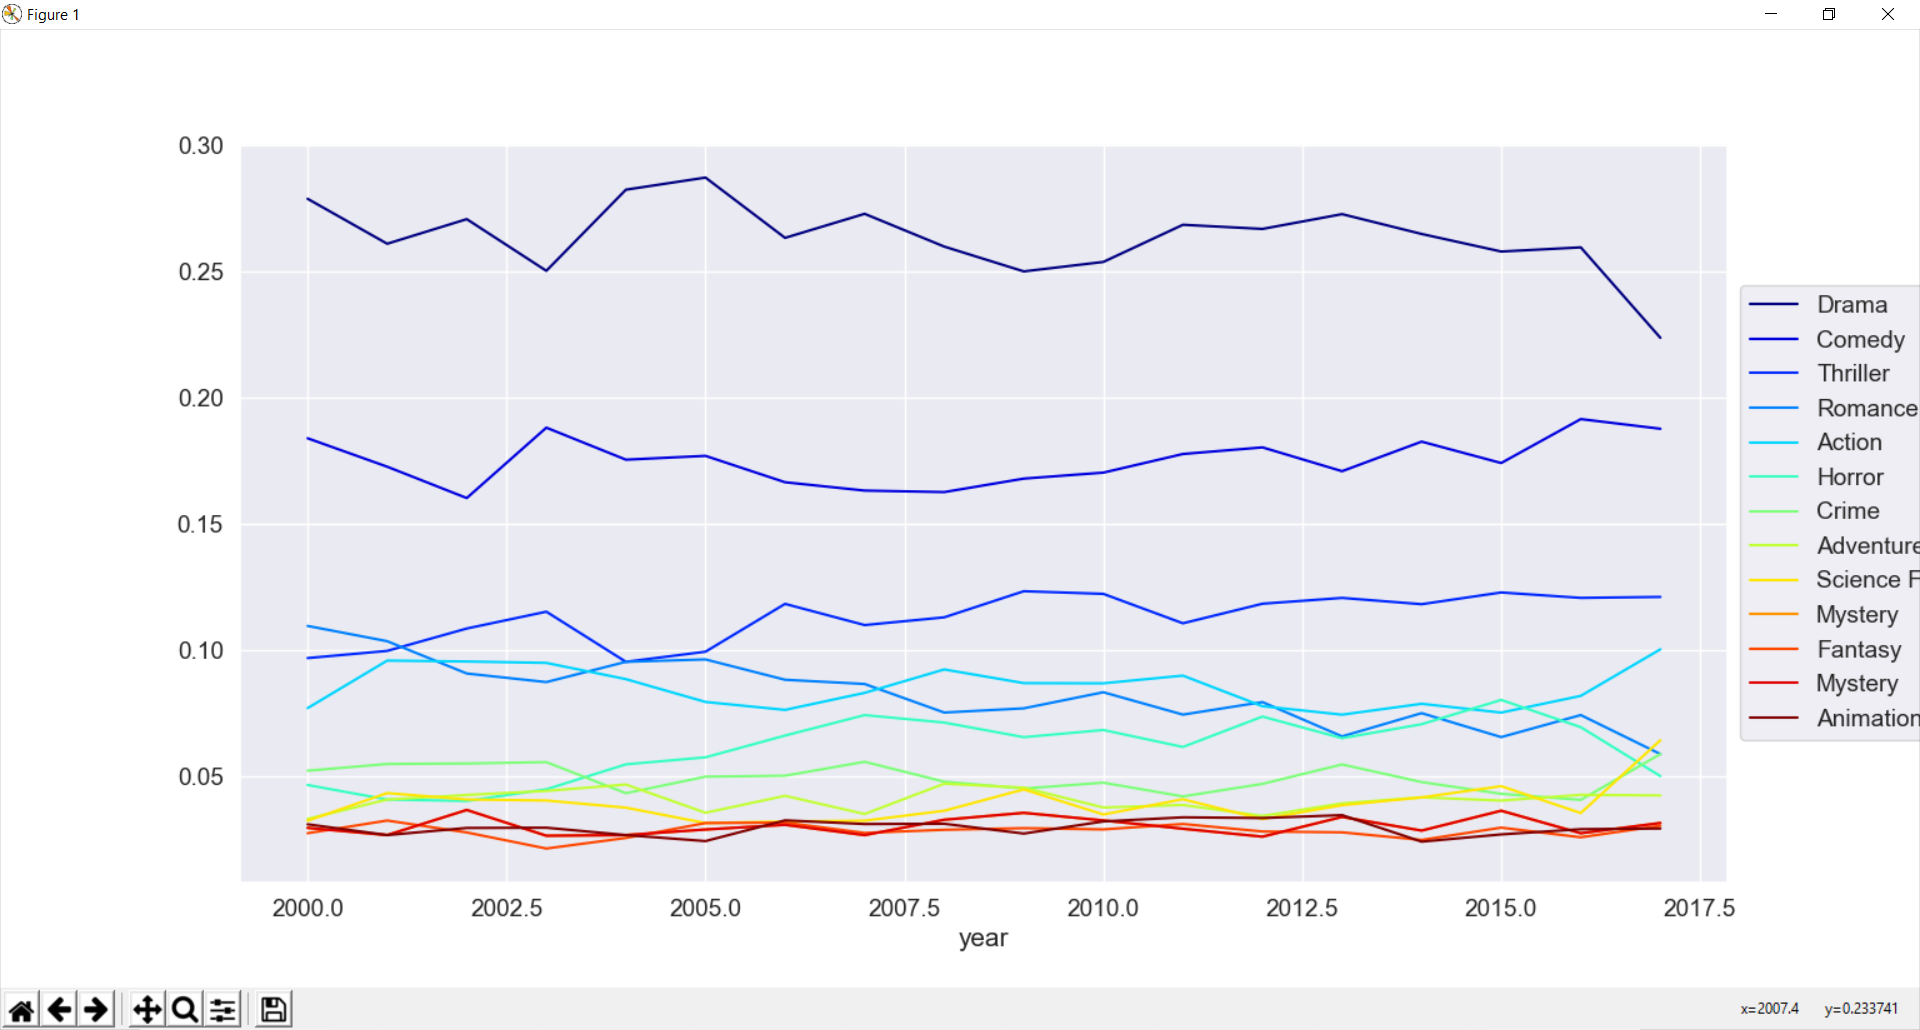 Figure 1
0.30
0.25
0.20
0.15
0.10
0.05
2000.0 2002.5 2005.0 2007.5 2010.0 2012.5 2015.0 2017.5
year
Drama
Comedy
Thriller
Romance
Action
Horror
Crime
Adventure
Science F
Mystery
Fantasy
Mystery
Animation
x=2007.4 y=0.233741